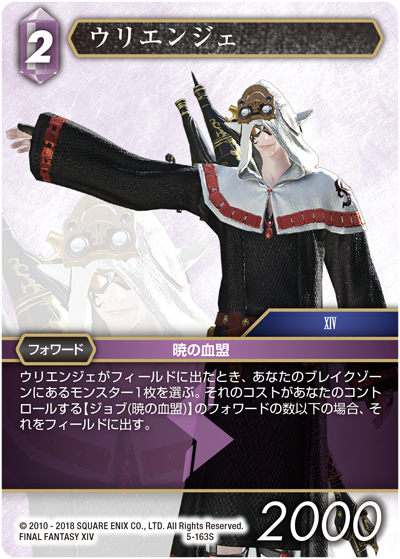 2
ウリエンジェ
XIV
フォワード
暁の血盟
ウリエンジェがフィールドに出たとき、あなたのブレイクゾー
ンにあるモンスター1枚を選ぶ。それのコストがあなたのコント
ロールする【ジョブ(暁の血盟)】のフォワードの数以下の場合、そ
れをフィールドに出す。
© 2010 - 2018 SQUARE ENIX CO., LTD. All Rights Reserved.
FINAL FANTASY XIV
5-163S
2000